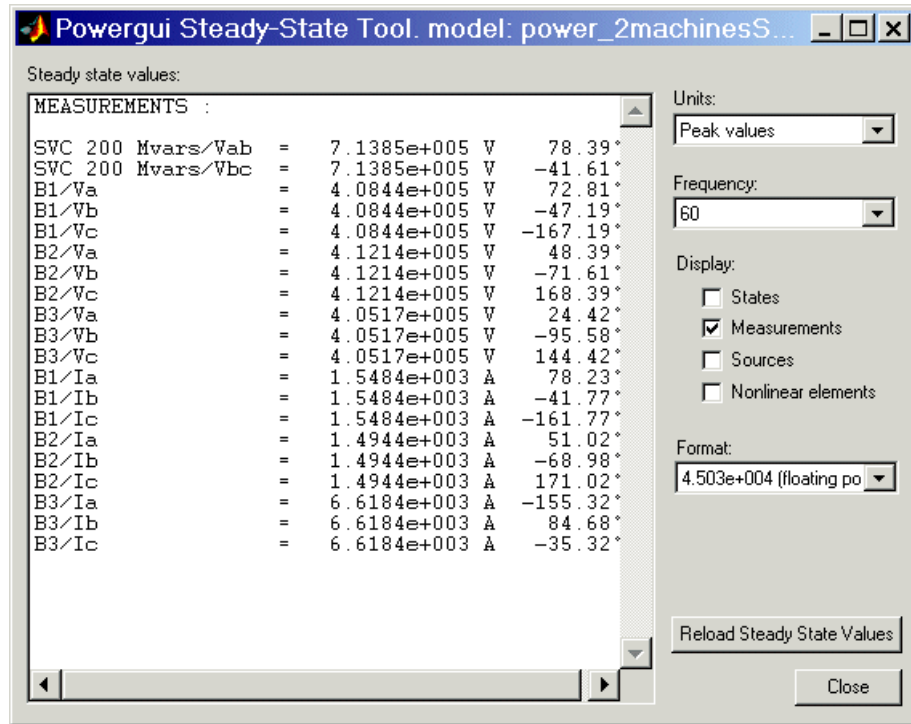 Powergui Steady-State Tool. model: power_2machinesS...
Steady state values:
MEASUREMENTS :
SVC 200 Mvars/Vab = 7.1385e+005 V 78.39°
SVC 200 Mvars/Vbc = 7.1385e+005 V -41.61°
B1/Va = 4.0844e+005 V 72.81°
B1/Vb = 4.0844e+005 V -47.19°
B1/Vc = 4.0844e+005 V -167.19°
B2/Va = 4.1214e+005 V 48.39°
B2/Vb = 4.1214e+005 V -71.61°
B2/Vc = 4.1214e+005 V 168.39°
B3/Va = 4.0517e+005 V 24.42°
B3/Vb = 4.0517e+005 V -95.58°
B3/Vc = 4.0517e+005 V 144.42°
B1/Ia = 1.5484e+003 A 78.23°
B1/Ib = 1.5484e+003 A -41.77°
B1/Ic = 1.5484e+003 A -161.77°
B2/Ia = 1.4944e+003 A 51.02°
B2/Ib = 1.4944e+003 A -68.98°
B2/Ic = 1.4944e+003 A 171.02°
B3/Ia = 6.6184e+003 A -155.32°
B3/Ib = 6.6184e+003 A 84.68°
B3/Ic = 6.6184e+003 A -35.32°
Units:
Peak values
Frequency:
60
Display:
States
Measurements
Sources
Nonlinear elements
Format:
4.503e+004 (floating po
Reload Steady State Values
Close